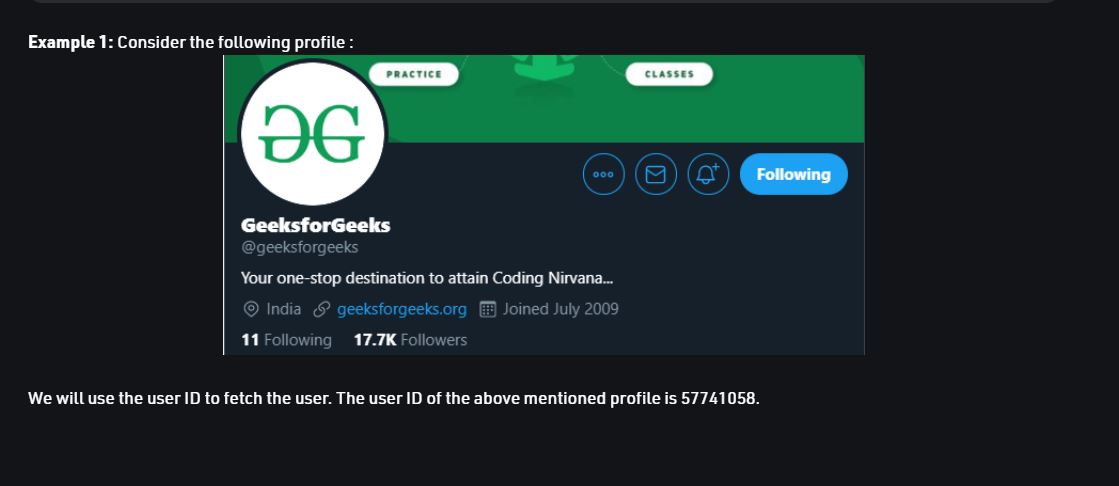 Example 1: Consider the following profile :
PRACTICE
CLASSES
GG
Following
GeeksforGeeks
@geeksforgeeks
Your one-stop destination to attain Coding Nirvana...
India geeksforgeeks.org Joined July 2009
11 Following 17.7K Followers
We will use the user ID to fetch the user. The user ID of the above mentioned profile is 57741058.